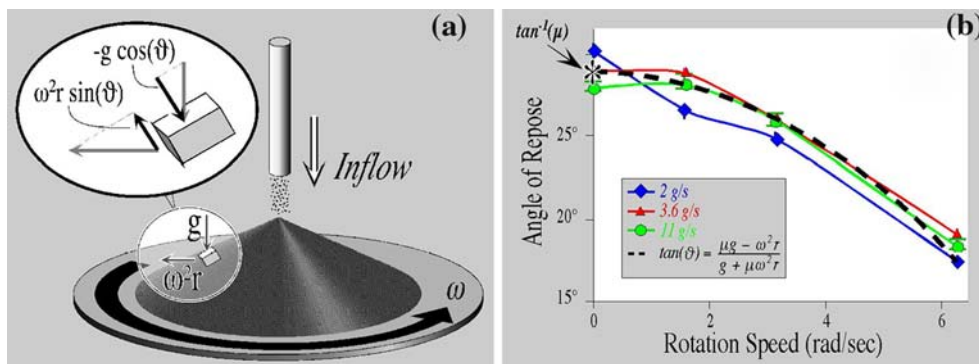 (a)
-g cos(ϑ)
ω²r sin(ϑ)
Inflow
g
ω²r
ω
(b)
tan⁻¹(μ)
Angle of Repose
25°
20°
15°
2 g/s
3.6 g/s
11 g/s
tan(ϑ) = μg − ω²r / g + μω²r
0 2 4 6
Rotation Speed (rad/sec)